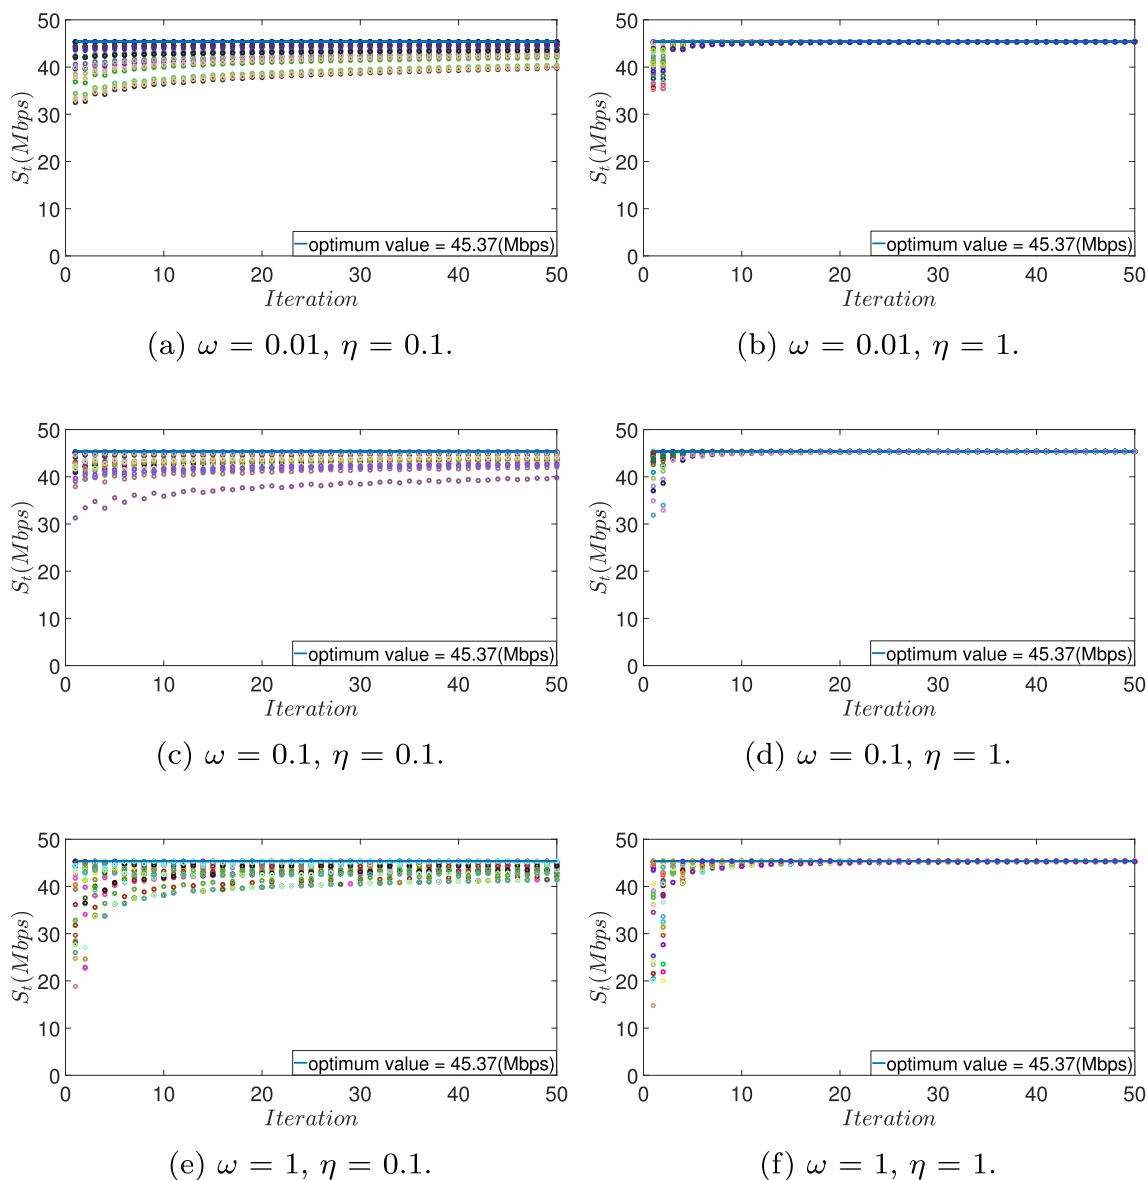 50
40
30
20
10
0
S_t(Mbps)
optimum value = 45.37(Mbps)
0 10 20 30 40 50
Iteration
(a) ω = 0.01, η = 0.1.
50
40
30
20
10
0
S_t(Mbps)
optimum value = 45.37(Mbps)
0 10 20 30 40 50
Iteration
(b) ω = 0.01, η = 1.
50
40
30
20
10
0
S_t(Mbps)
optimum value = 45.37(Mbps)
0 10 20 30 40 50
Iteration
(c) ω = 0.1, η = 0.1.
50
40
30
20
10
0
S_t(Mbps)
optimum value = 45.37(Mbps)
0 10 20 30 40 50
Iteration
(d) ω = 0.1, η = 1.
50
40
30
20
10
0
S_t(Mbps)
optimum value = 45.37(Mbps)
0 10 20 30 40 50
Iteration
(e) ω = 1, η = 0.1.
50
40
30
20
10
0
S_t(Mbps)
optimum value = 45.37(Mbps)
0 10 20 30 40 50
Iteration
(f) ω = 1, η = 1.